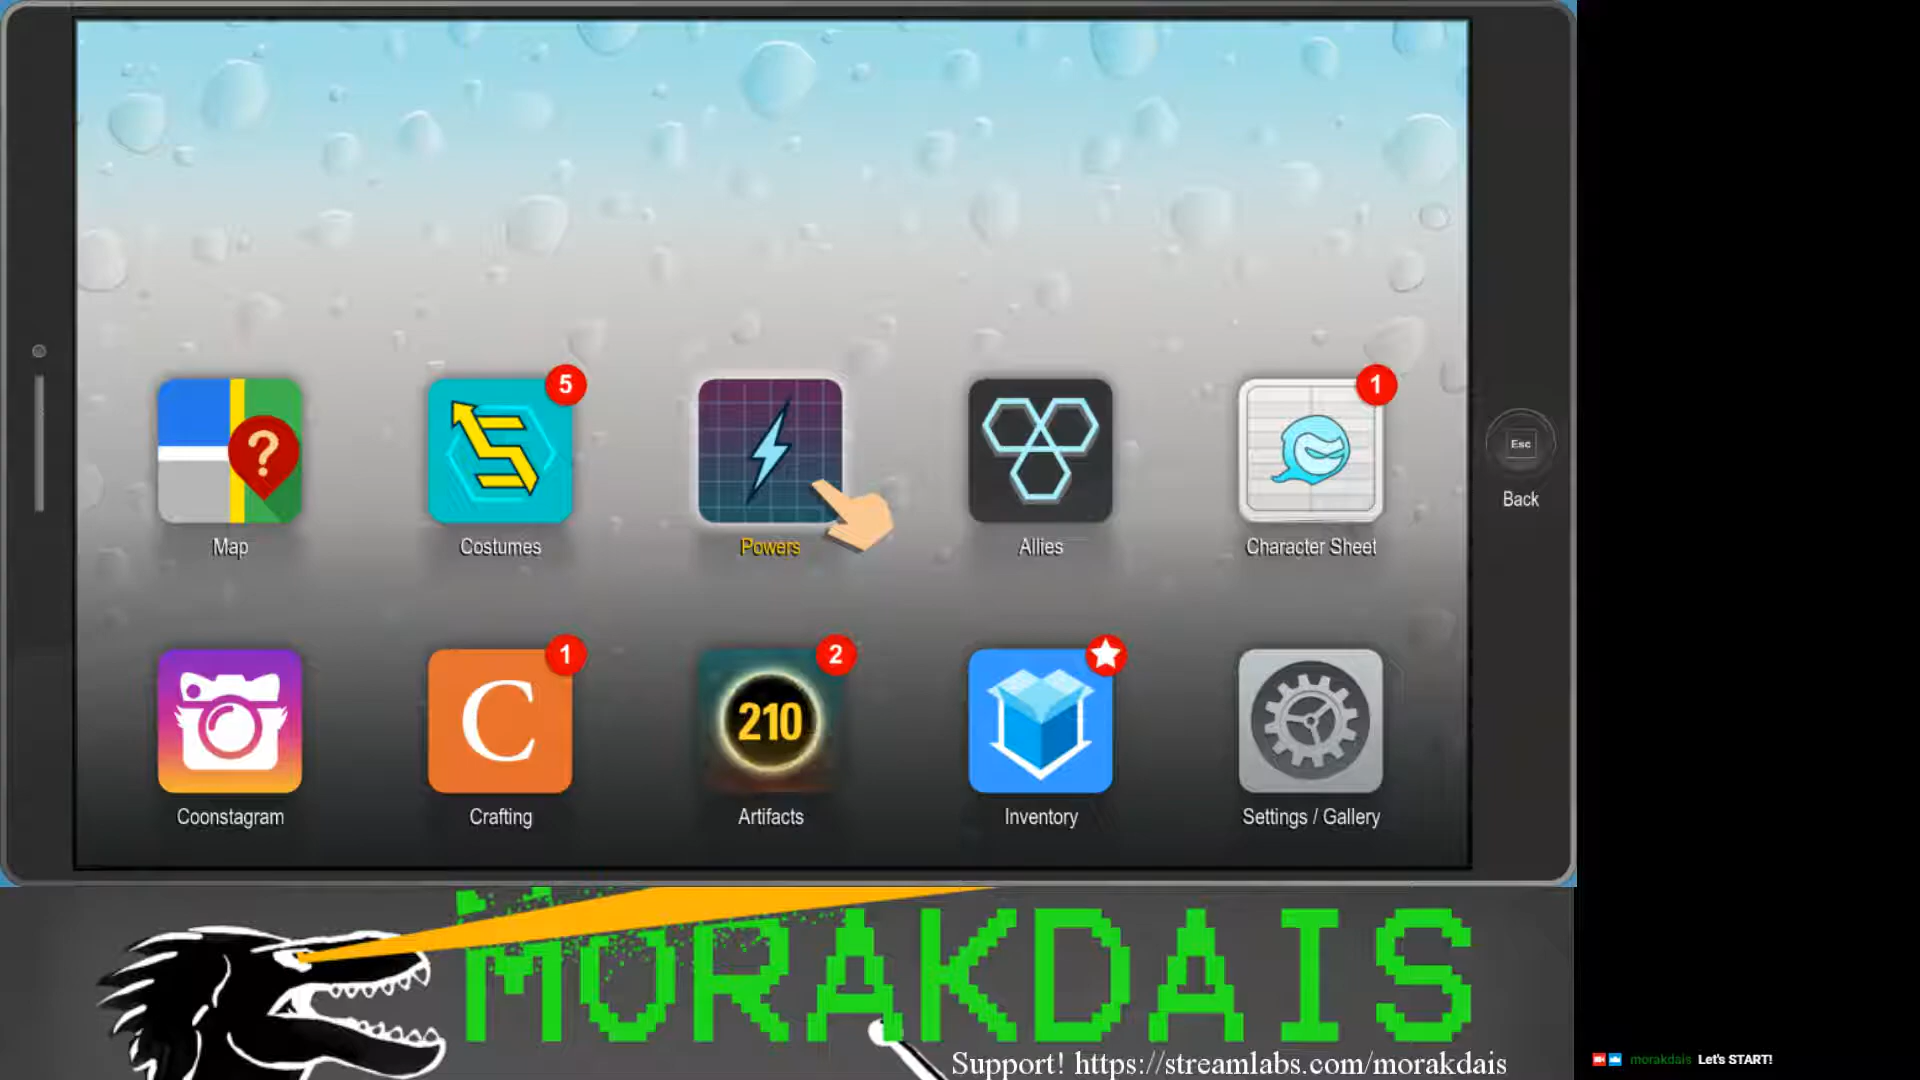 5
1
?
Esc
Back
Map
Costumes
Powers
Allies
Character Sheet
1
2
C
210
Coonstagram
Crafting
Artifacts
Inventory
Settings / Gallery
MORAKDAIS
Support! https://streamlabs.com/morakdais
morakdais Let's START!